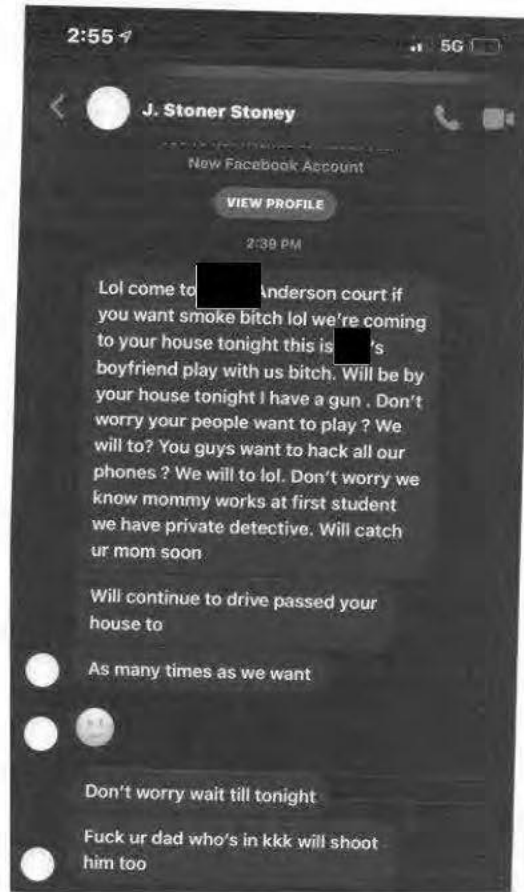 2:55
5G
J. Stoner Stoney
New Facebook Account
VIEW PROFILE
2:39 PM
Lol come to Anderson court if
you want smoke bitch lol we're coming
to your house tonight this is 's
boyfriend play with us bitch. Will be by
your house tonight I have a gun . Don't
worry your people want to play ? We
will to? You guys want to hack all our
phones ? We will to lol. Don't worry we
know mommy works at first student
we have private detective. Will catch
ur mom soon
Will continue to drive passed your
house to
As many times as we want
Don't worry wait till tonight
Fuck ur dad who's in kkk will shoot
him too